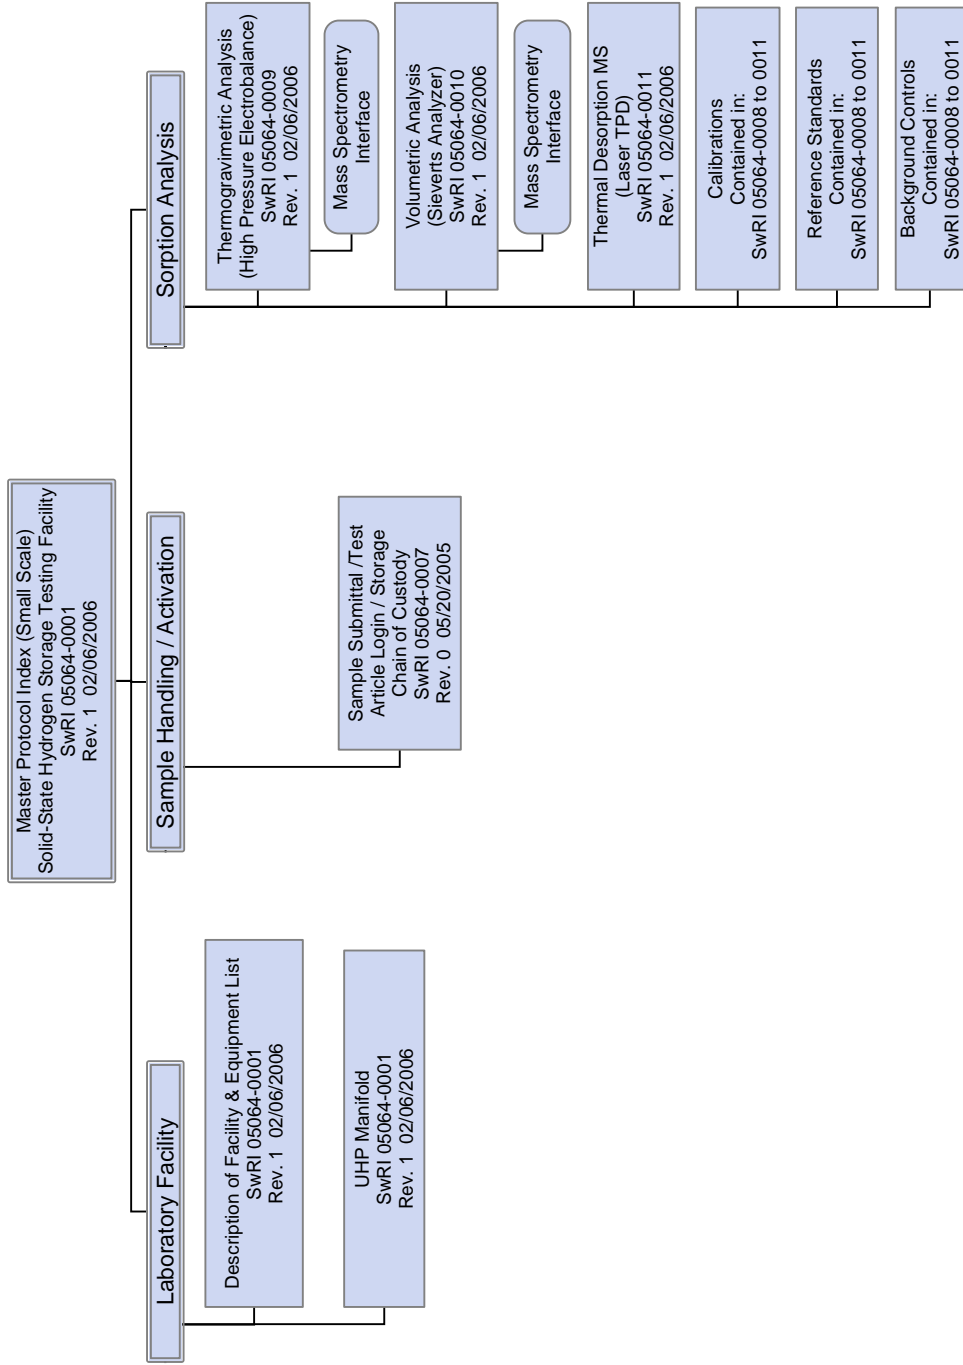 Master Protocol Index (Small Scale)
Solid-State Hydrogen Storage Testing Facility
SwRI 05064-0001
Rev. 1 02/06/2006
Laboratory Facility
Description of Facility & Equipment List
SwRI 05064-0001
Rev. 1 02/06/2006
UHP Manifold
SwRI 05064-0001
Rev. 1 02/06/2006
Sample Handling / Activation
Sample Submittal /Test
Article Login / Storage
Chain of Custody
SwRI 05064-0007
Rev. 0 05/20/2005
Sorption Analysis
Thermogravimetric Analysis
(High Pressure Electrobalance)
SwRI 05064-0009
Rev. 1 02/06/2006
Mass Spectrometry
Interface
Volumetric Analysis
(Sieverts Analyzer)
SwRI 05064-0010
Rev. 1 02/06/2006
Mass Spectrometry
Interface
Thermal Desorption MS
(Laser TPD)
SwRI 05064-0011
Rev. 1 02/06/2006
Calibrations
Contained in:
SwRI 05064-0008 to 0011
Reference Standards
Contained in:
SwRI 05064-0008 to 0011
Background Controls
Contained in:
SwRI 05064-0008 to 0011